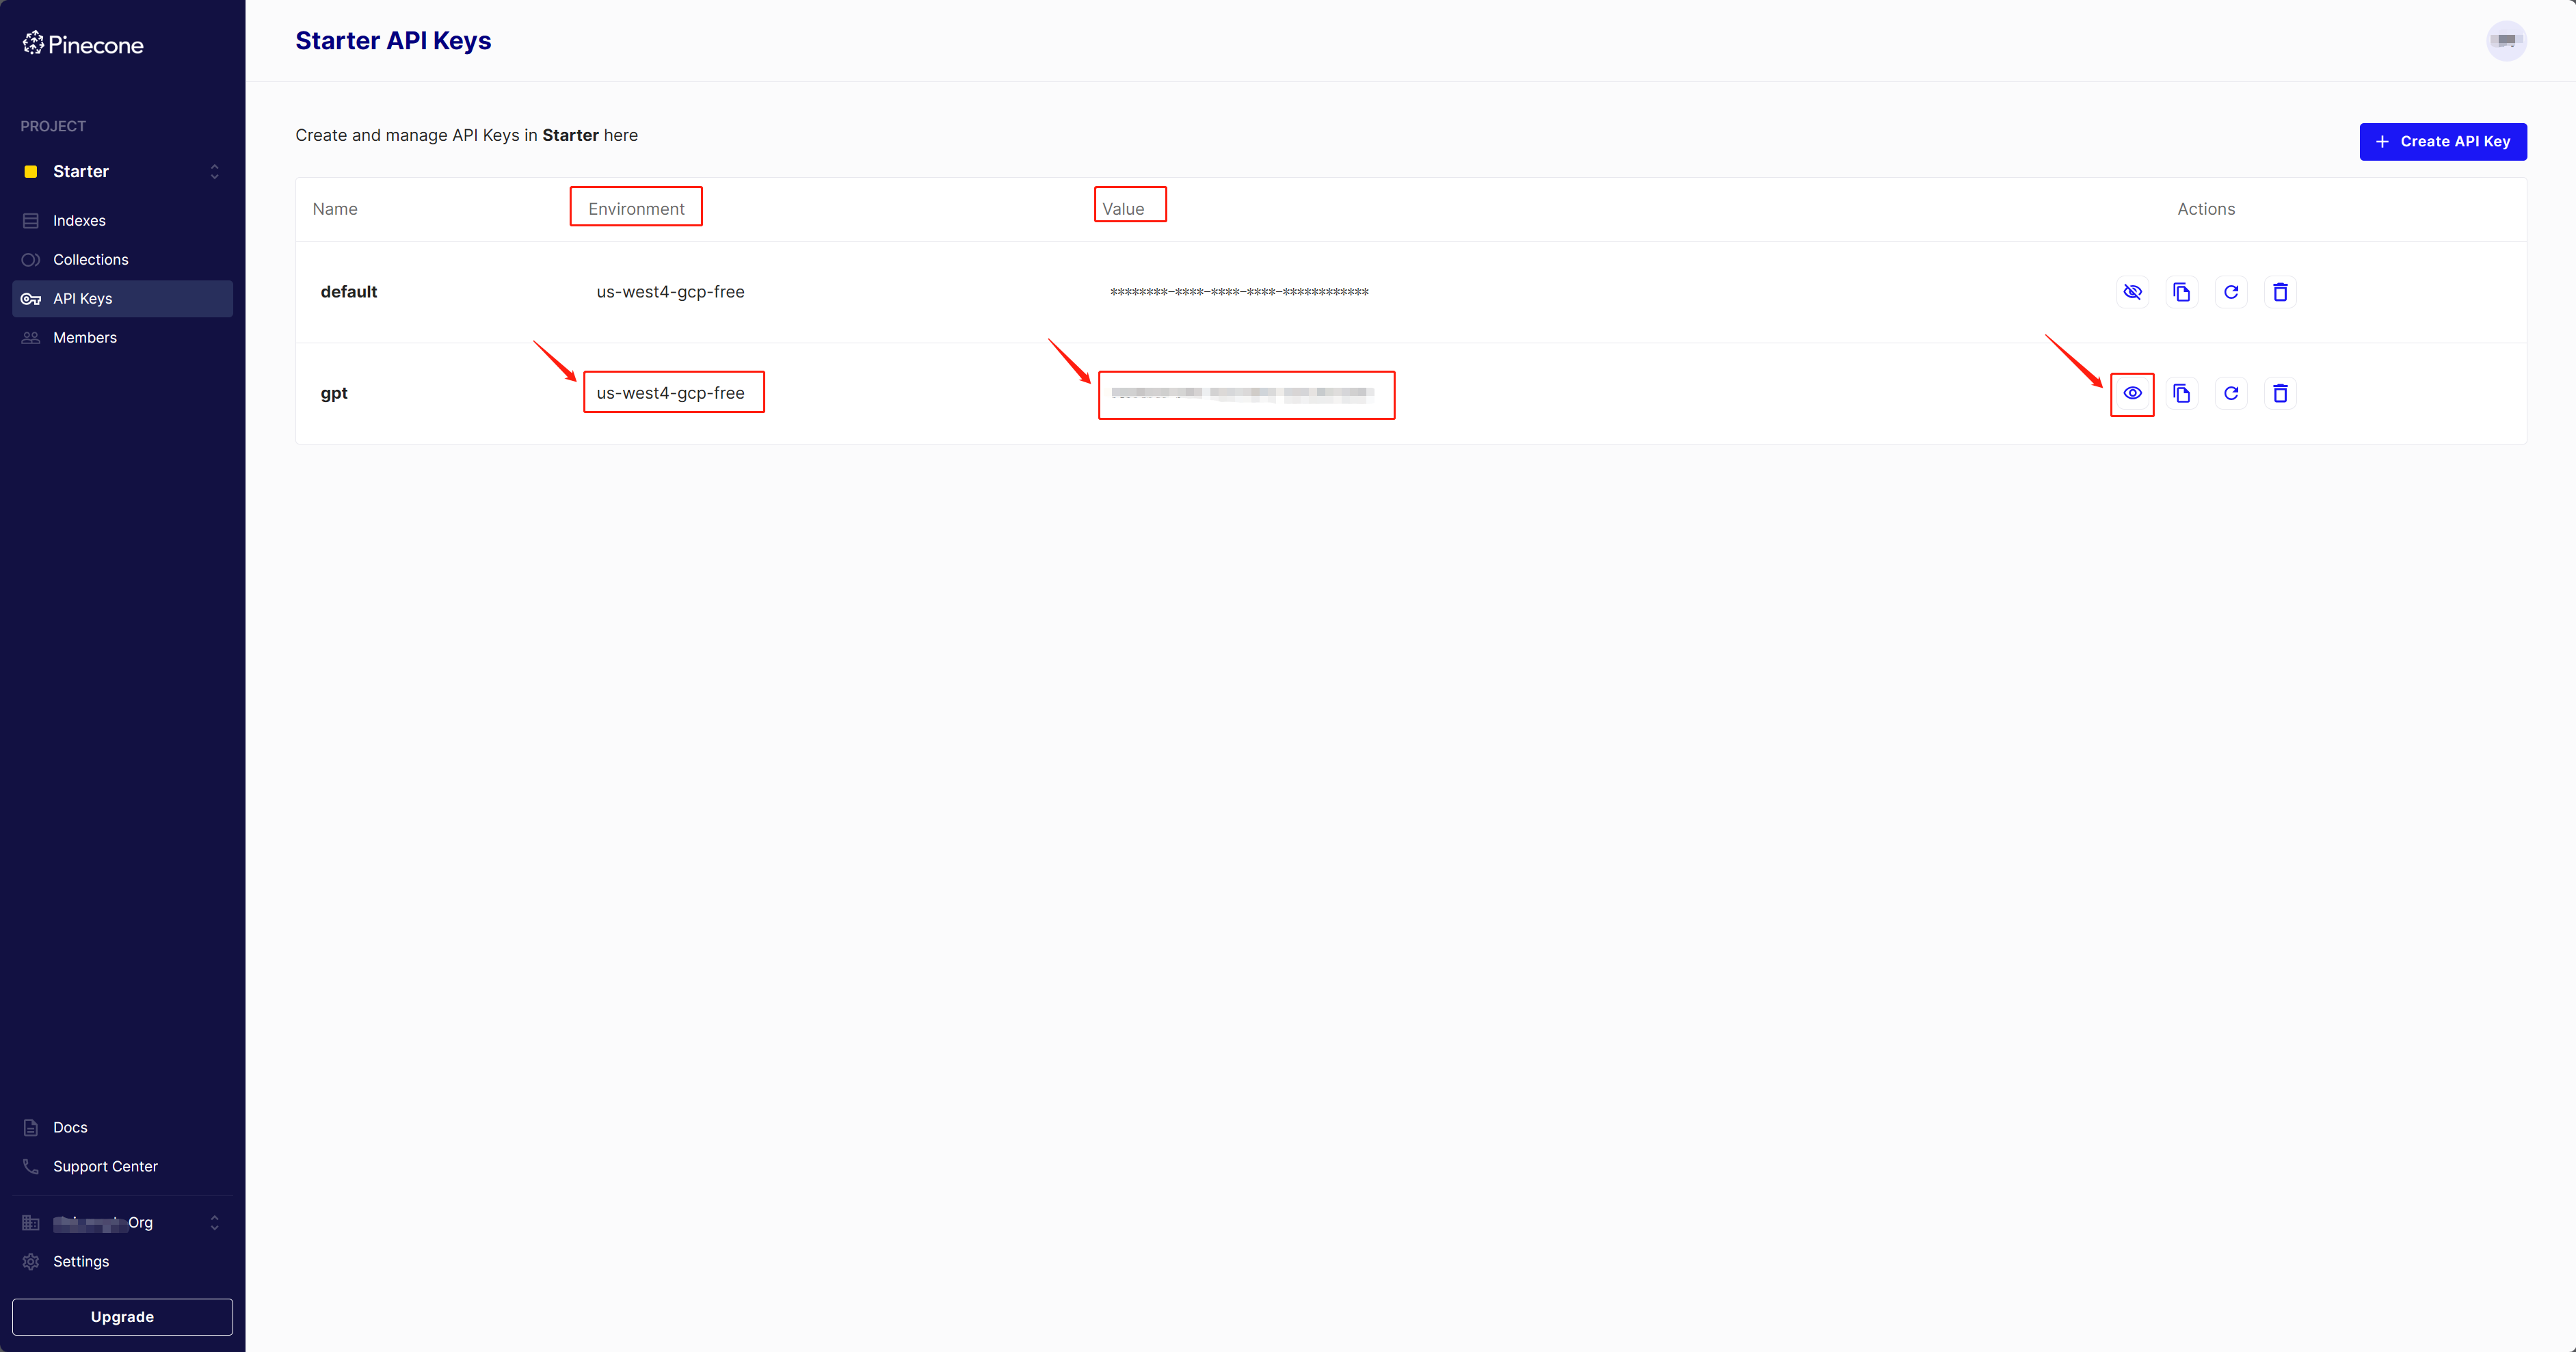 Pinecone
Starter API Keys
PROJECT
Starter
Indexes
Collections
API Keys
Members
Create and manage API Keys in Starter here
+ Create API Key
Name Environment Value Actions
default us-west4-gcp-free ********-****-****-****-************
gpt us-west4-gcp-free
Docs
Support Center
Org
Settings
Upgrade